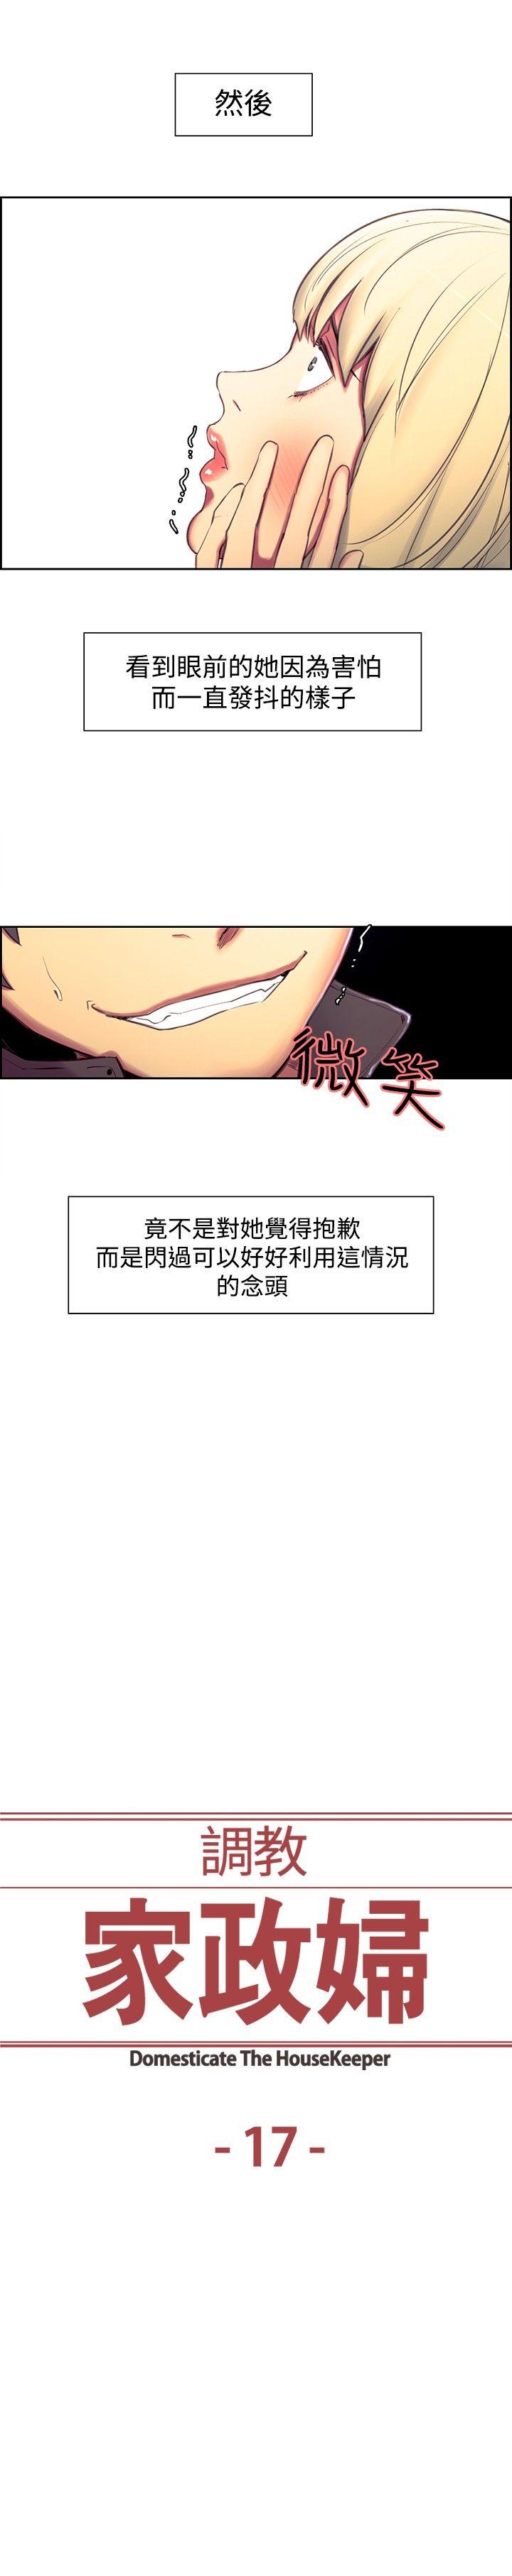 然後
看到眼前的她因為害怕
而一直發抖的樣子
微笑
竟不是對她覺得抱歉
而是閃過可以好好利用這情況
的念頭
調教
家政婦
Domesticate The HouseKeeper
- 17 -